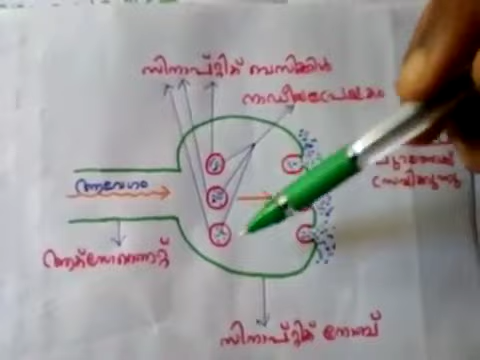 സിനാപ്റ്റിക് വെസിക്കിൾ
നാഡീയപ്രേഷകം
ആവേഗം
ആക്സോണൈറ്റ്
സിനാപ്റ്റിക് നോബ്